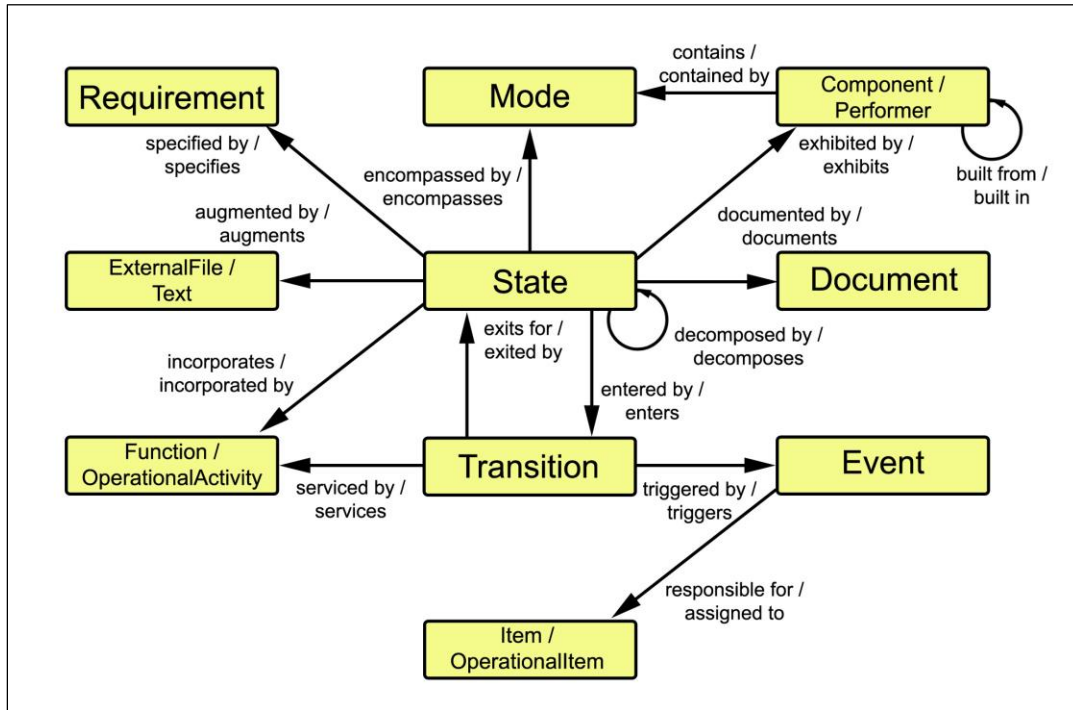 contains /
contained by
Requirement
Mode
Component /
Performer
specified by /
specifies
encompassed by /
encompasses
exhibited by /
exhibits
built from /
built in
augmented by /
augments
documented by /
documents
ExternalFile /
Text
State
Document
exits for /
exited by
decomposed by /
decomposes
incorporates /
incorporated by
entered by /
enters
Function /
OperationalActivity
Transition
Event
serviced by /
services
triggered by /
triggers
responsible for /
assigned to
Item /
OperationalItem